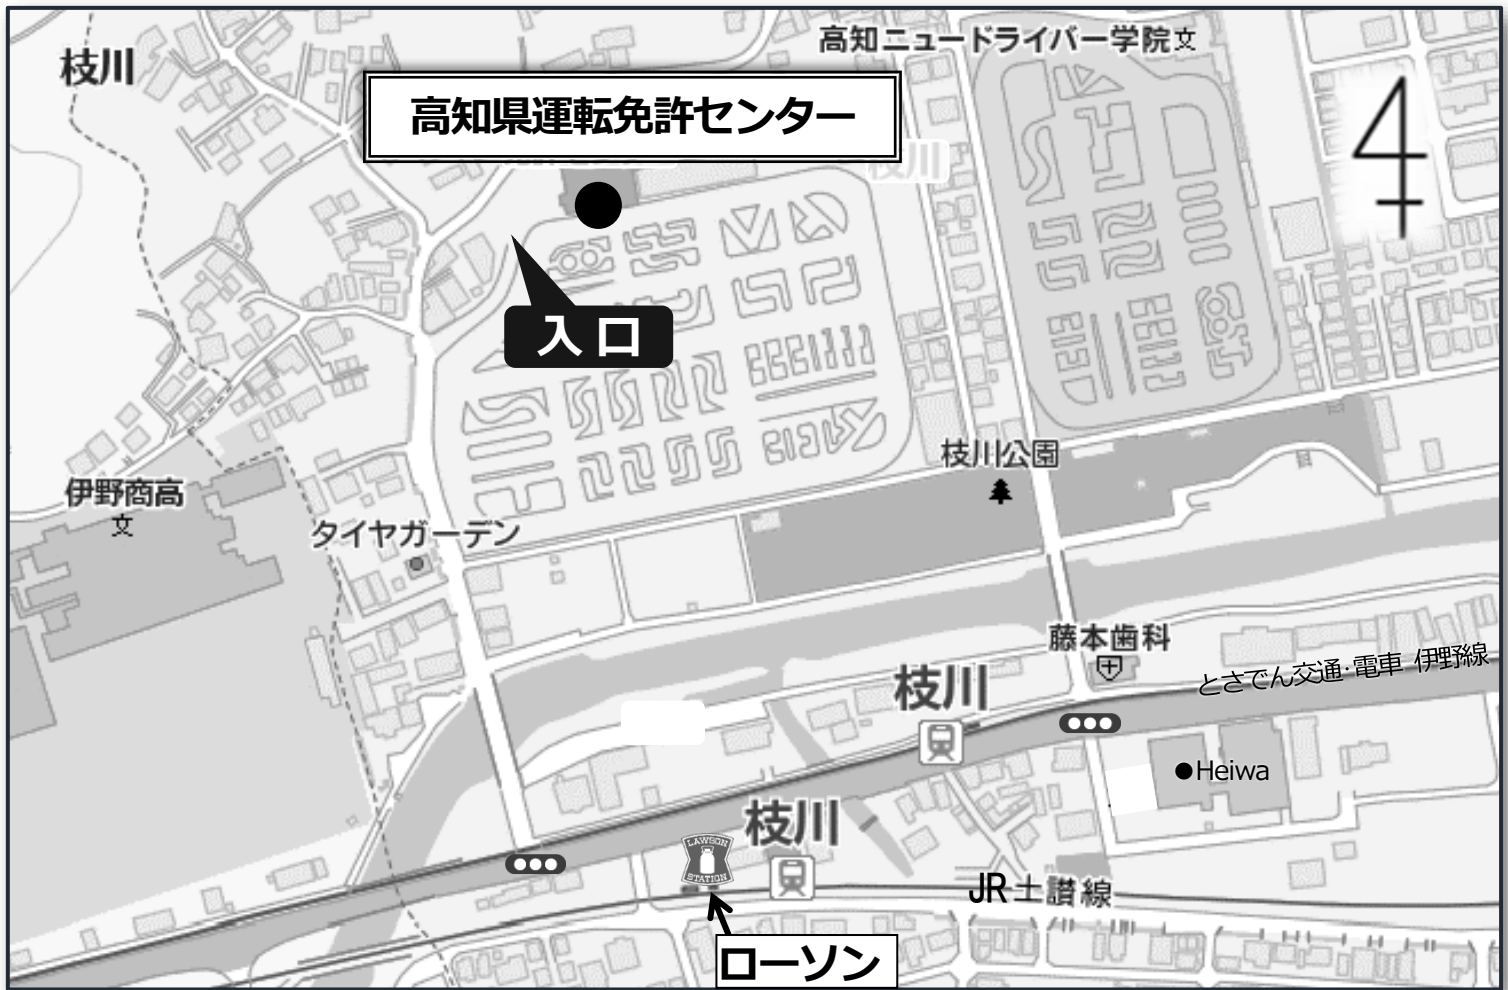 高知ニュードライバー学院
枝川
高知県運転免許センター
枝川
入口
枝川公園
伊野商高
タイヤガーデン
藤本歯科
とさでん交通・電車 伊野線
枝川
Heiwa
枝川
LAWSON
STATION
JR土讃線
ローソン